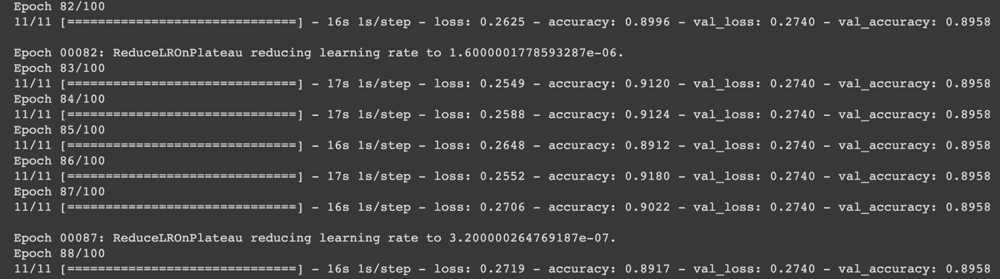 Epoch 82/100
11/11 [==============================] - 16s 1s/step - loss: 0.2625 - accuracy: 0.8996 - val_loss: 0.2740 - val_accuracy: 0.8958
Epoch 00082: ReduceLROnPlateau reducing learning rate to 1.6000001778593287e-06.
Epoch 83/100
11/11 [==============================] - 17s 1s/step - loss: 0.2549 - accuracy: 0.9120 - val_loss: 0.2740 - val_accuracy: 0.8958
Epoch 84/100
11/11 [==============================] - 17s 1s/step - loss: 0.2588 - accuracy: 0.9124 - val_loss: 0.2740 - val_accuracy: 0.8958
Epoch 85/100
11/11 [==============================] - 16s 1s/step - loss: 0.2648 - accuracy: 0.8912 - val_loss: 0.2740 - val_accuracy: 0.8958
Epoch 86/100
11/11 [==============================] - 17s 1s/step - loss: 0.2552 - accuracy: 0.9180 - val_loss: 0.2740 - val_accuracy: 0.8958
Epoch 87/100
11/11 [==============================] - 16s 1s/step - loss: 0.2706 - accuracy: 0.9022 - val_loss: 0.2740 - val_accuracy: 0.8958
Epoch 00087: ReduceLROnPlateau reducing learning rate to 3.200000264769187e-07.
Epoch 88/100
11/11 [==============================] - 16s 1s/step - loss: 0.2719 - accuracy: 0.8917 - val_loss: 0.2740 - val_accuracy: 0.8958